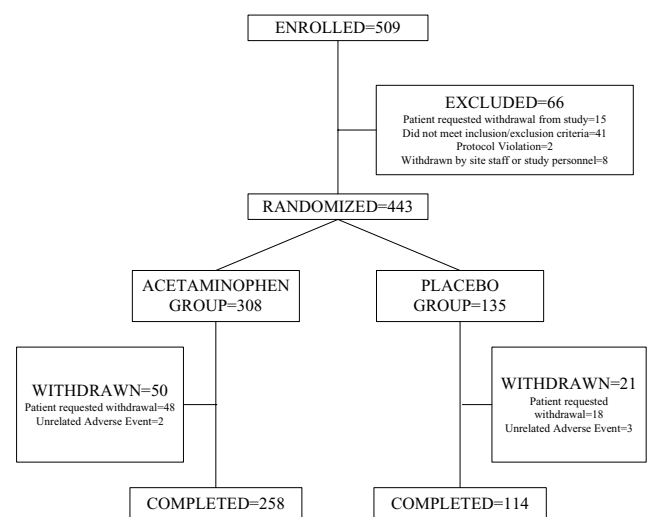 ENROLLED=509
EXCLUDED=66
Patient requested withdrawal from study=15
Did not meet inclusion/exclusion criteria=41
Protocol Violation=2
Withdrawn by site staff or study personnel=8
RANDOMIZED=443
ACETAMINOPHEN
GROUP=308
PLACEBO
GROUP=135
WITHDRAWN=50
Patient requested withdrawal=48
Unrelated Adverse Event=2
WITHDRAWN=21
Patient requested
withdrawal=18
Unrelated Adverse Event=3
COMPLETED=258
COMPLETED=114